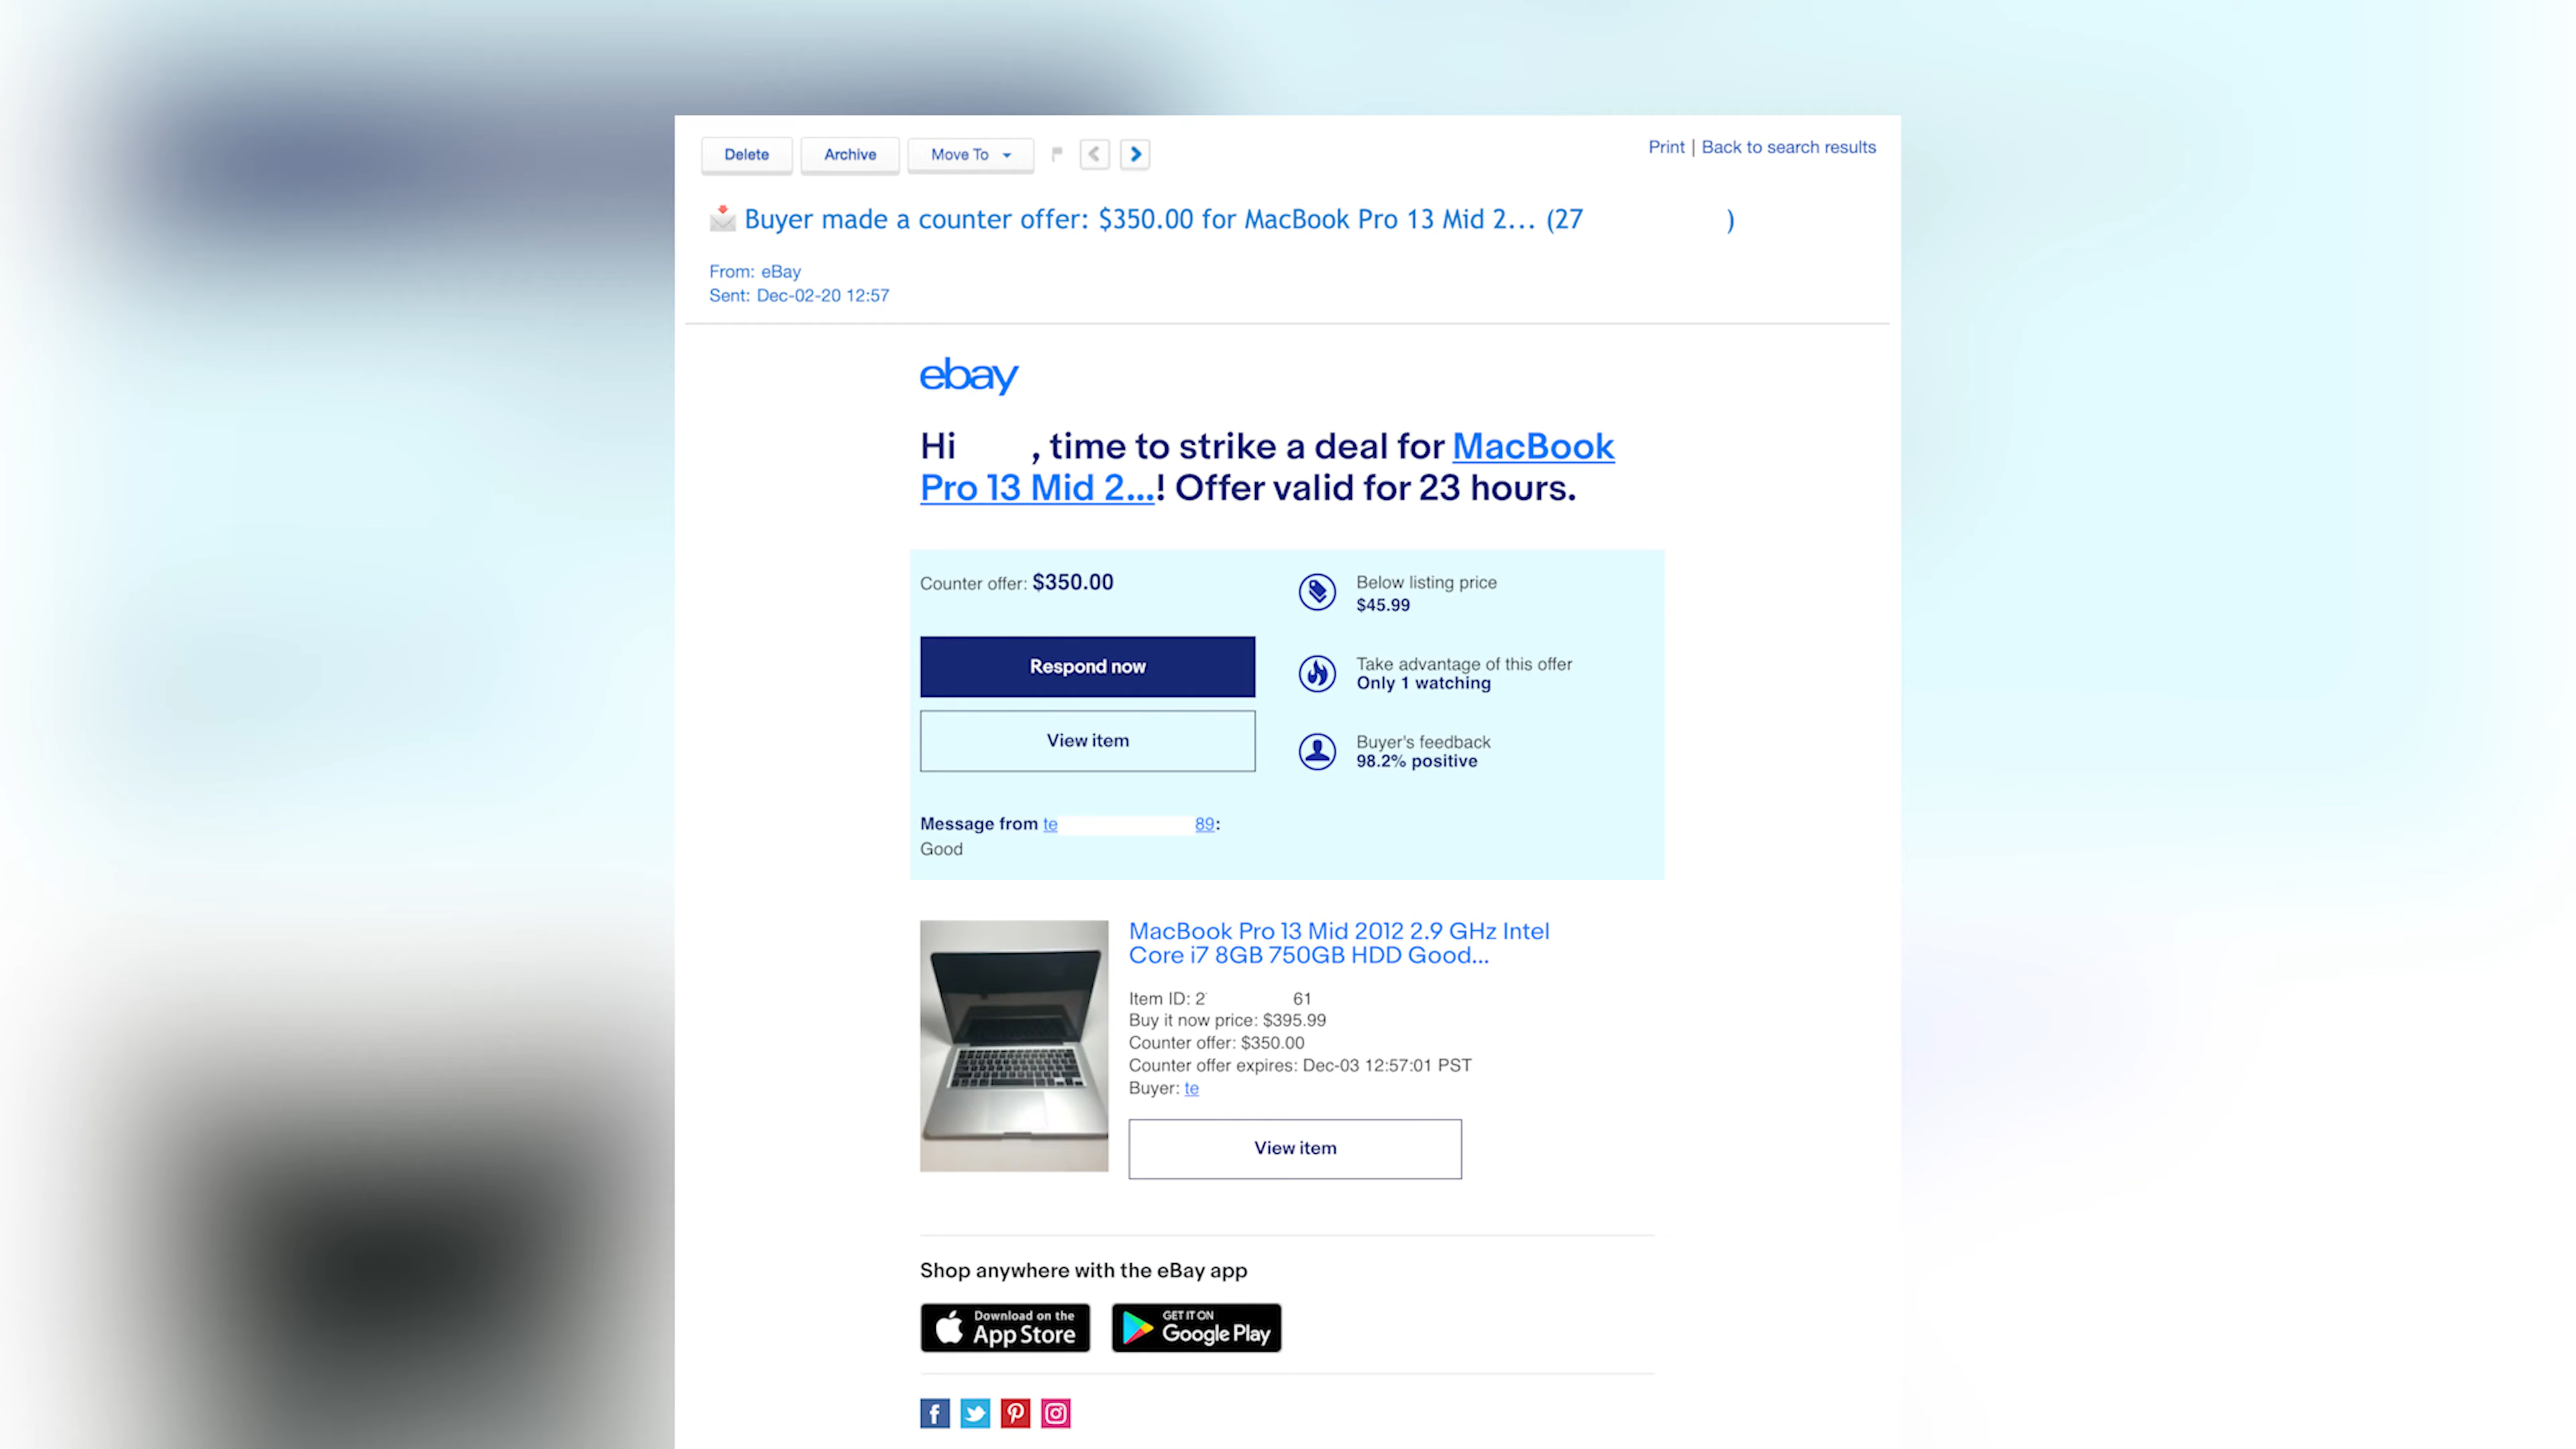 Delete Archive Move To
Print | Back to search results
Buyer made a counter offer: $350.00 for MacBook Pro 13 Mid 2... (27 )
From: eBay
Sent: Dec-02-20 12:57
ebay
Hi , time to strike a deal for MacBook
Pro 13 Mid 2...! Offer valid for 23 hours.
Counter offer: $350.00
Respond now
View item
Below listing price
$45.99
Take advantage of this offer
Only 1 watching
Buyer's feedback
98.2% positive
Message from te 89:
Good
MacBook Pro 13 Mid 2012 2.9 GHz Intel
Core i7 8GB 750GB HDD Good...
Item ID: 2 61
Buy it now price: $395.99
Counter offer: $350.00
Counter offer expires: Dec-03 12:57:01 PST
Buyer: te
View item
Shop anywhere with the eBay app
Download on the
App Store
GET IT ON
Google Play